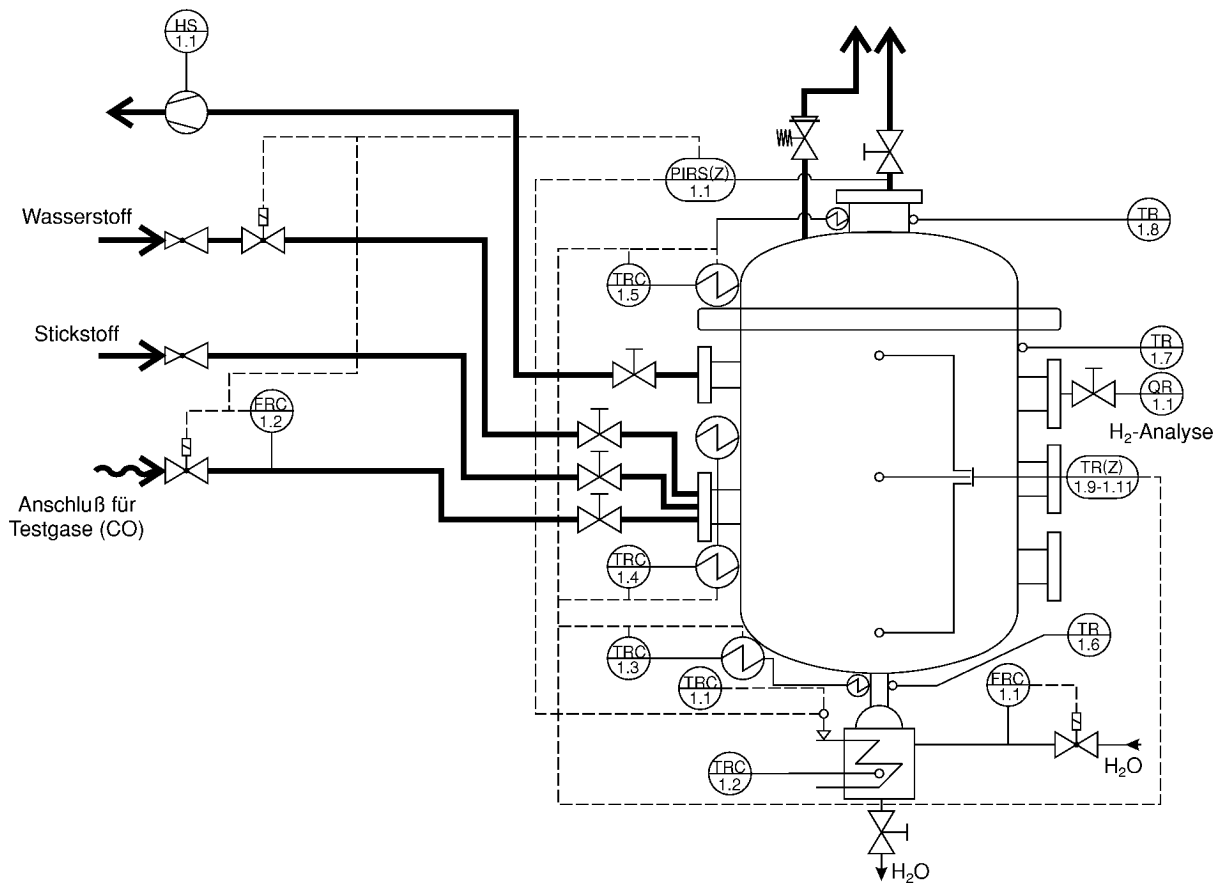 HS
1.1
PIRS(Z)
1.1
Wasserstoff
TR
1.8
TRC
1.5
Stickstoff
TR
1.7
FRC
1.2
QR
1.1
H₂-Analyse
TR(Z)
1.9-1.11
Anschluß für
Testgase (CO)
TRC
1.4
TRC
1.3
TR
1.6
TRC
1.1
FRC
1.1
H₂O
TRC
1.2
H₂O